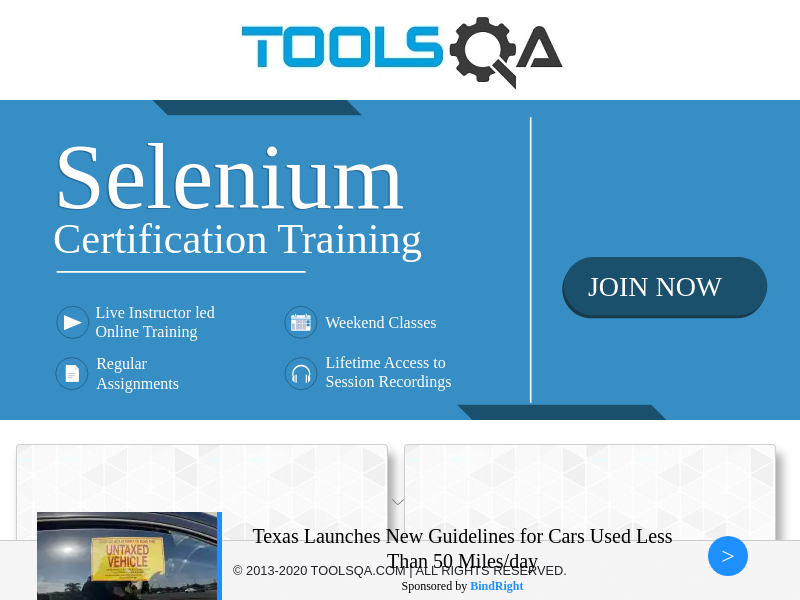 TOOLSQA
Selenium
Certification Training
Live Instructor led
Online Training
Weekend Classes
Regular
Assignments
Lifetime Access to
Session Recordings
JOIN NOW
UNTAXED
VEHICLE
Texas Launches New Guidelines for Cars Used Less
Than 50 Miles/day
© 2013-2020 TOOLSQA.COM | ALL RIGHTS RESERVED.
Sponsored by BindRight
>